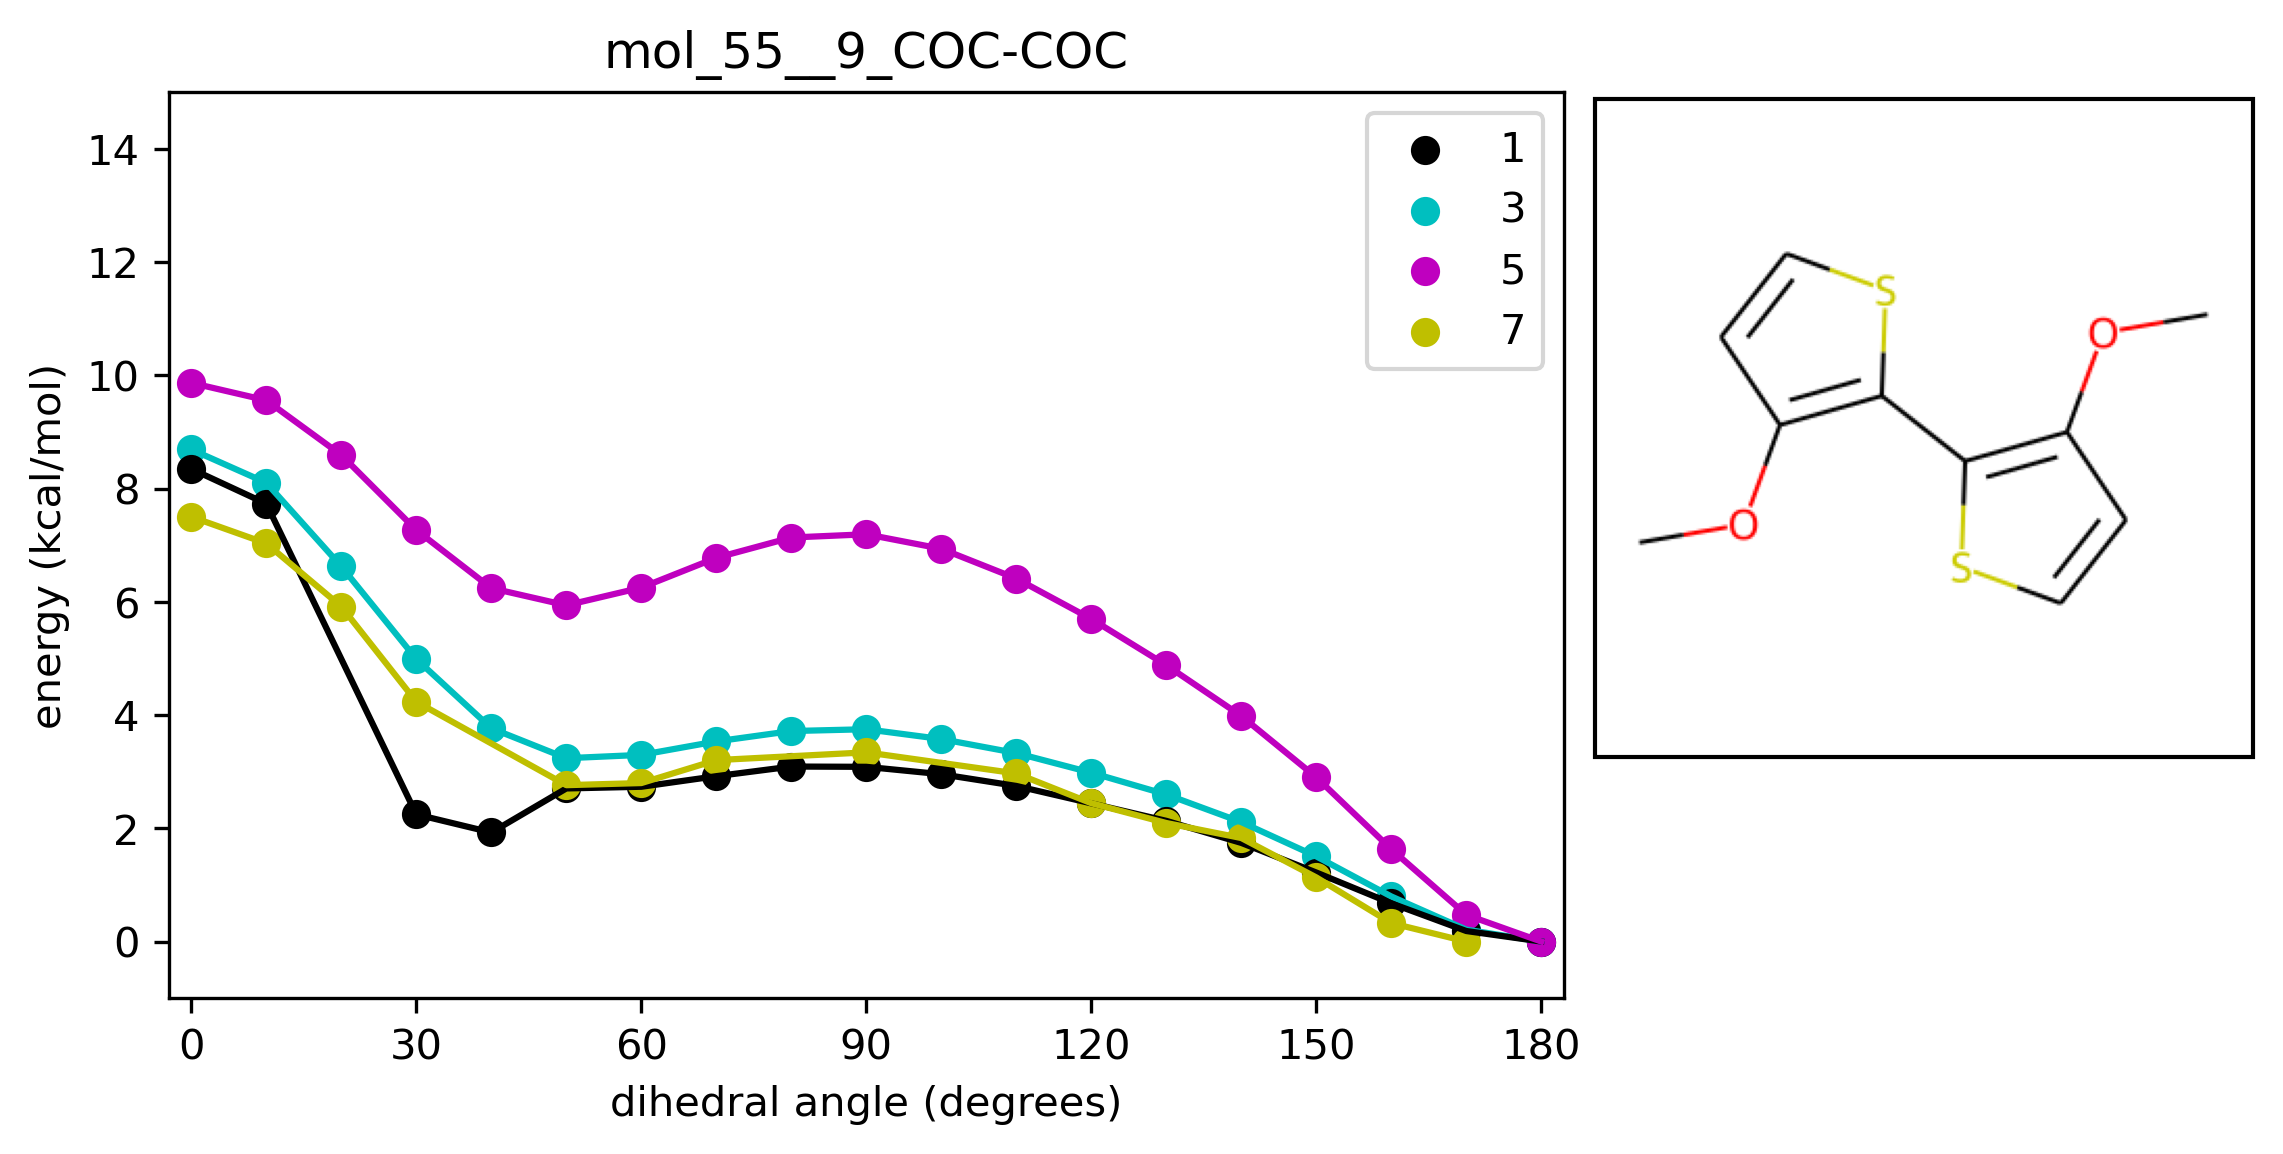 mol_55__9_COC-COC
energy (kcal/mol)
14
12
10
8
6
4
2
0
0 30 60 90 120 150 180
dihedral angle (degrees)
1
3
5
7
S
O
O
S